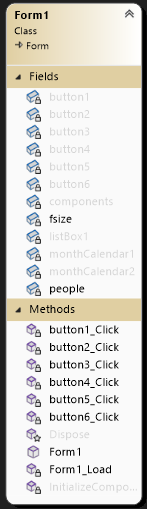 Form1
Class
Form
Fields
button1
button2
button3
button4
button5
button6
components
fsize
listBox1
monthCalendar1
monthCalendar2
people
Methods
button1_Click
button2_Click
button3_Click
button4_Click
button5_Click
button6_Click
Dispose
Form1
Form1_Load
InitializeCompo...